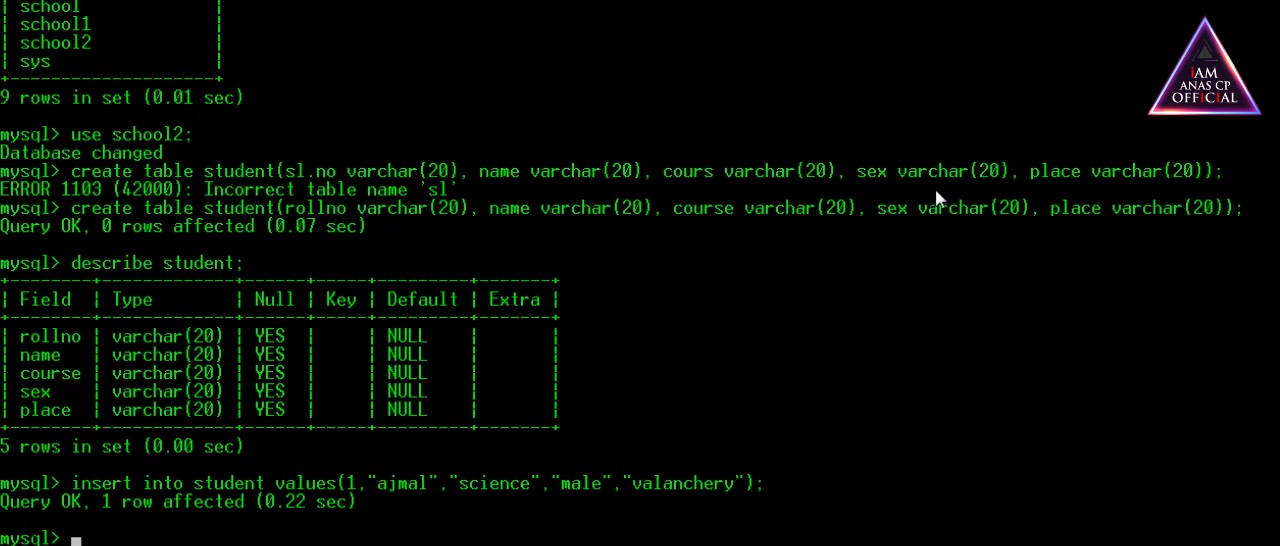 | school             |
| school1            |
| school2            |
| sys                |
+--------------------+
9 rows in set (0.01 sec)
mysql> use school2;
Database changed
mysql> create table student(sl.no varchar(20), name varchar(20), cours varchar(20), sex varchar(20), place varchar(20));
ERROR 1103 (42000): Incorrect table name 'sl'
mysql> create table student(rollno varchar(20), name varchar(20), course varchar(20), sex varchar(20), place varchar(20));
Query OK, 0 rows affected (0.07 sec)
mysql> describe student;
+--------+-------------+------+-----+---------+-------+
| Field  | Type        | Null | Key | Default | Extra |
+--------+-------------+------+-----+---------+-------+
| rollno | varchar(20) | YES  |     | NULL    |       |
| name   | varchar(20) | YES  |     | NULL    |       |
| course | varchar(20) | YES  |     | NULL    |       |
| sex    | varchar(20) | YES  |     | NULL    |       |
| place  | varchar(20) | YES  |     | NULL    |       |
+--------+-------------+------+-----+---------+-------+
5 rows in set (0.00 sec)
mysql> insert into student values(1,"ajmal","science","male","valanchery");
Query OK, 1 row affected (0.22 sec)
mysql>
iAM
ANAS CP
OFFICIAL